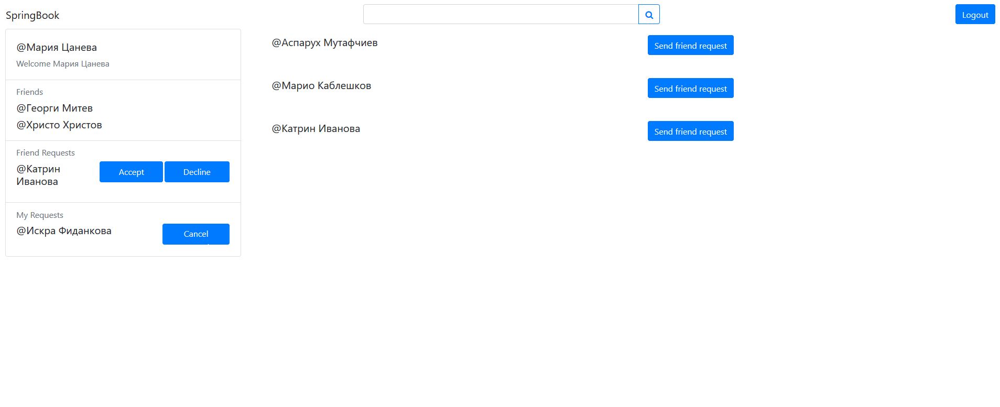 SpringBook
Logout
@Мария Цанева
Welcome Мария Цанева
Friends
@Георги Митев
@Христо Христов
Friend Requests
@Катрин
Иванова
Accept
Decline
My Requests
@Искра Фиданкова
Cancel
@Аспарух Мутафчиев
Send friend request
@Марио Каблешков
Send friend request
@Катрин Иванова
Send friend request